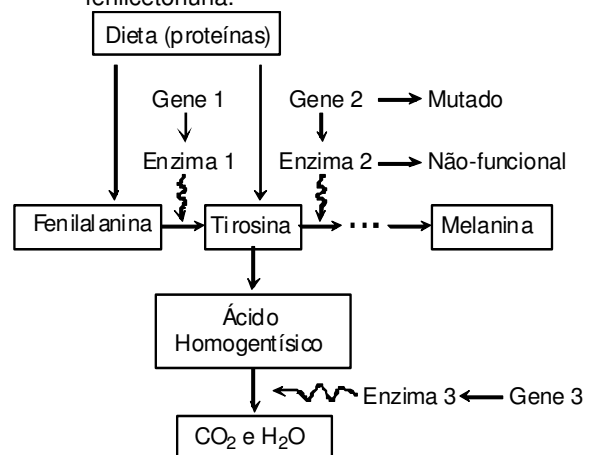 fenilcetonúria.
Dieta (proteínas)
Gene 1 Gene 2 Mutado
Enzima 1 Enzima 2 Não-funcional
Fenilalanina Tirosina ... Melanina
Ácido
Homogentísico
Enzima 3 Gene 3
CO2 e H2O